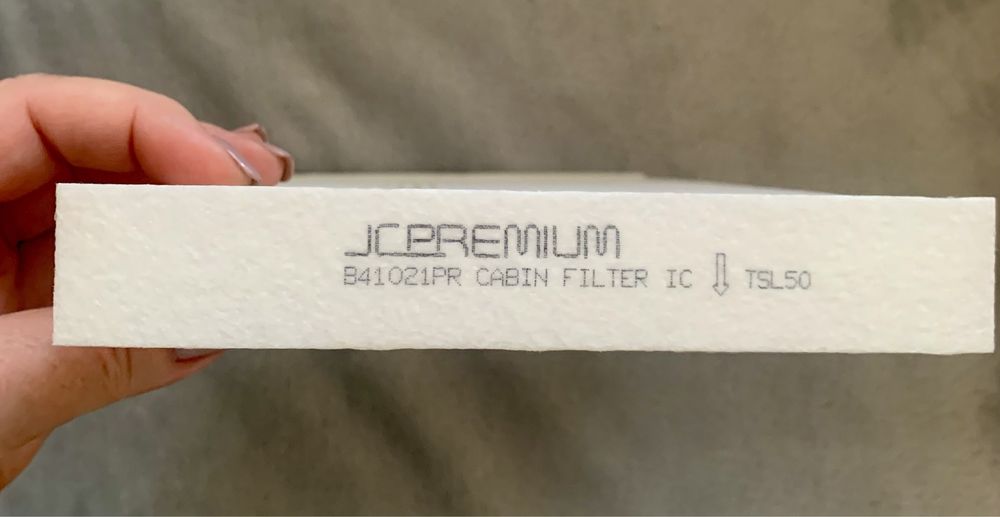 JCPREMIUM
B41021PR CABIN FILTER IC ⇩ TSL50